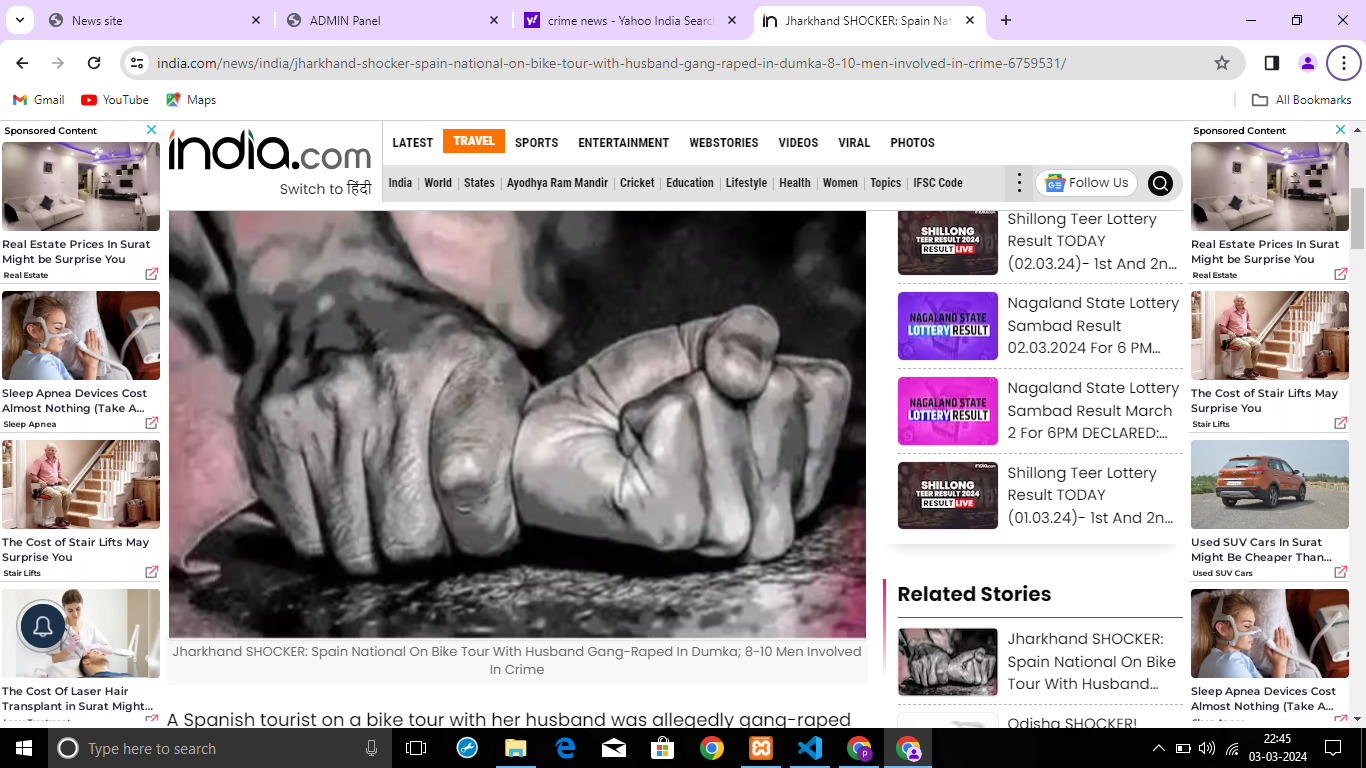 News site
ADMIN Panel
crime news - Yahoo India Searc
Jharkhand SHOCKER: Spain Nat
india.com/news/india/jharkhand-shocker-spain-national-on-bike-tour-with-husband-gang-raped-in-dumka-8-10-men-involved-in-crime-6759531/
Gmail
YouTube
Maps
All Bookmarks
Sponsored Content
Real Estate Prices In Surat
Might be Surprise You
Real Estate
Sleep Apnea Devices Cost
Almost Nothing (Take A...
Sleep Apnea
The Cost of Stair Lifts May
Surprise You
Stair Lifts
The Cost Of Laser Hair
Transplant in Surat Might...
india.com
Switch to हिंदी
LATEST
TRAVEL
SPORTS
ENTERTAINMENT
WEBSTORIES
VIDEOS
VIRAL
PHOTOS
India
World
States
Ayodhya Ram Mandir
Cricket
Education
Lifestyle
Health
Women
Topics
IFSC Code
Follow Us
Jharkhand SHOCKER: Spain National On Bike Tour With Husband Gang-Raped In Dumka; 8-10 Men Involved
In Crime
A Spanish tourist on a bike tour with her husband was allegedly gang-raped
SHILLONG
TEER RESULT 2024
RESULT LIVE
Shillong Teer Lottery
Result TODAY
(02.03.24)- 1st And 2n...
NAGALAND STATE
LOTTERY RESULT
Nagaland State Lottery
Sambad Result
02.03.2024 For 6 PM...
NAGALAND STATE
LOTTERY RESULT
Nagaland State Lottery
Sambad Result March
2 For 6PM DECLARED:...
india.com
SHILLONG
TEER RESULT 2024
RESULT LIVE
Shillong Teer Lottery
Result TODAY
(01.03.24)- 1st And 2n...
Related Stories
Jharkhand SHOCKER:
Spain National On Bike
Tour With Husband...
Odisha SHOCKER!
Sponsored Content
Real Estate Prices In Surat
Might be Surprise You
Real Estate
The Cost of Stair Lifts May
Surprise You
Stair Lifts
Used SUV Cars In Surat
Might Be Cheaper Than...
Used SUV Cars
Sleep Apnea Devices Cost
Almost Nothing (Take A...
Type here to search
22:45
03-03-2024